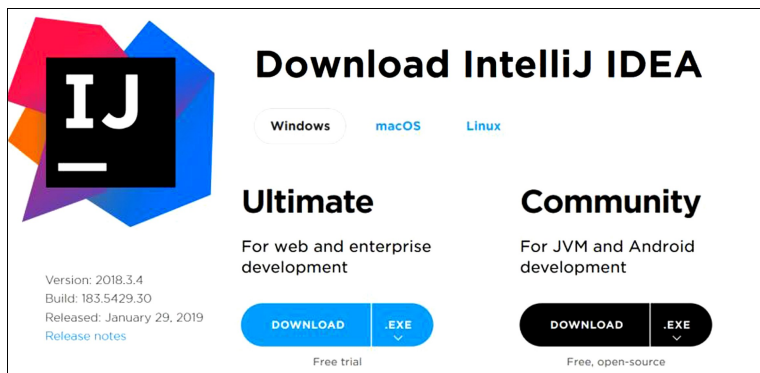 IJ
Download IntelliJ IDEA
Windows macOS Linux
Ultimate
For web and enterprise
development
DOWNLOAD .EXE
Free trial
Community
For JVM and Android
development
DOWNLOAD .EXE
Free, open-source
Version: 2018.3.4
Build: 183.5429.30
Released: January 29, 2019
Release notes